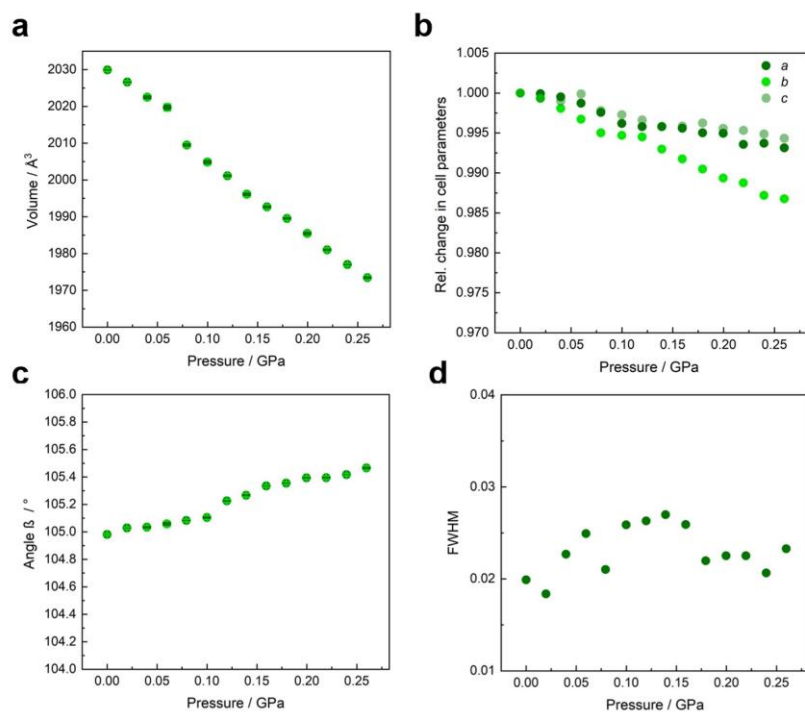 a
2030
2020
2010
2000
1990
1980
1970
1960
Volume / Å³
0.00 0.05 0.10 0.15 0.20 0.25
Pressure / GPa
b
1.005
1.000
0.995
0.990
0.985
0.980
0.975
0.970
Rel. change in cell parameters
a
b
c
0.00 0.05 0.10 0.15 0.20 0.25
Pressure / GPa
c
106.0
105.8
105.6
105.4
105.2
105.0
104.8
104.6
104.4
104.2
104.0
Angle ß / °
0.00 0.05 0.10 0.15 0.20 0.25
Pressure / GPa
d
0.04
0.03
0.02
0.01
FWHM
0.00 0.05 0.10 0.15 0.20 0.25
Pressure / GPa